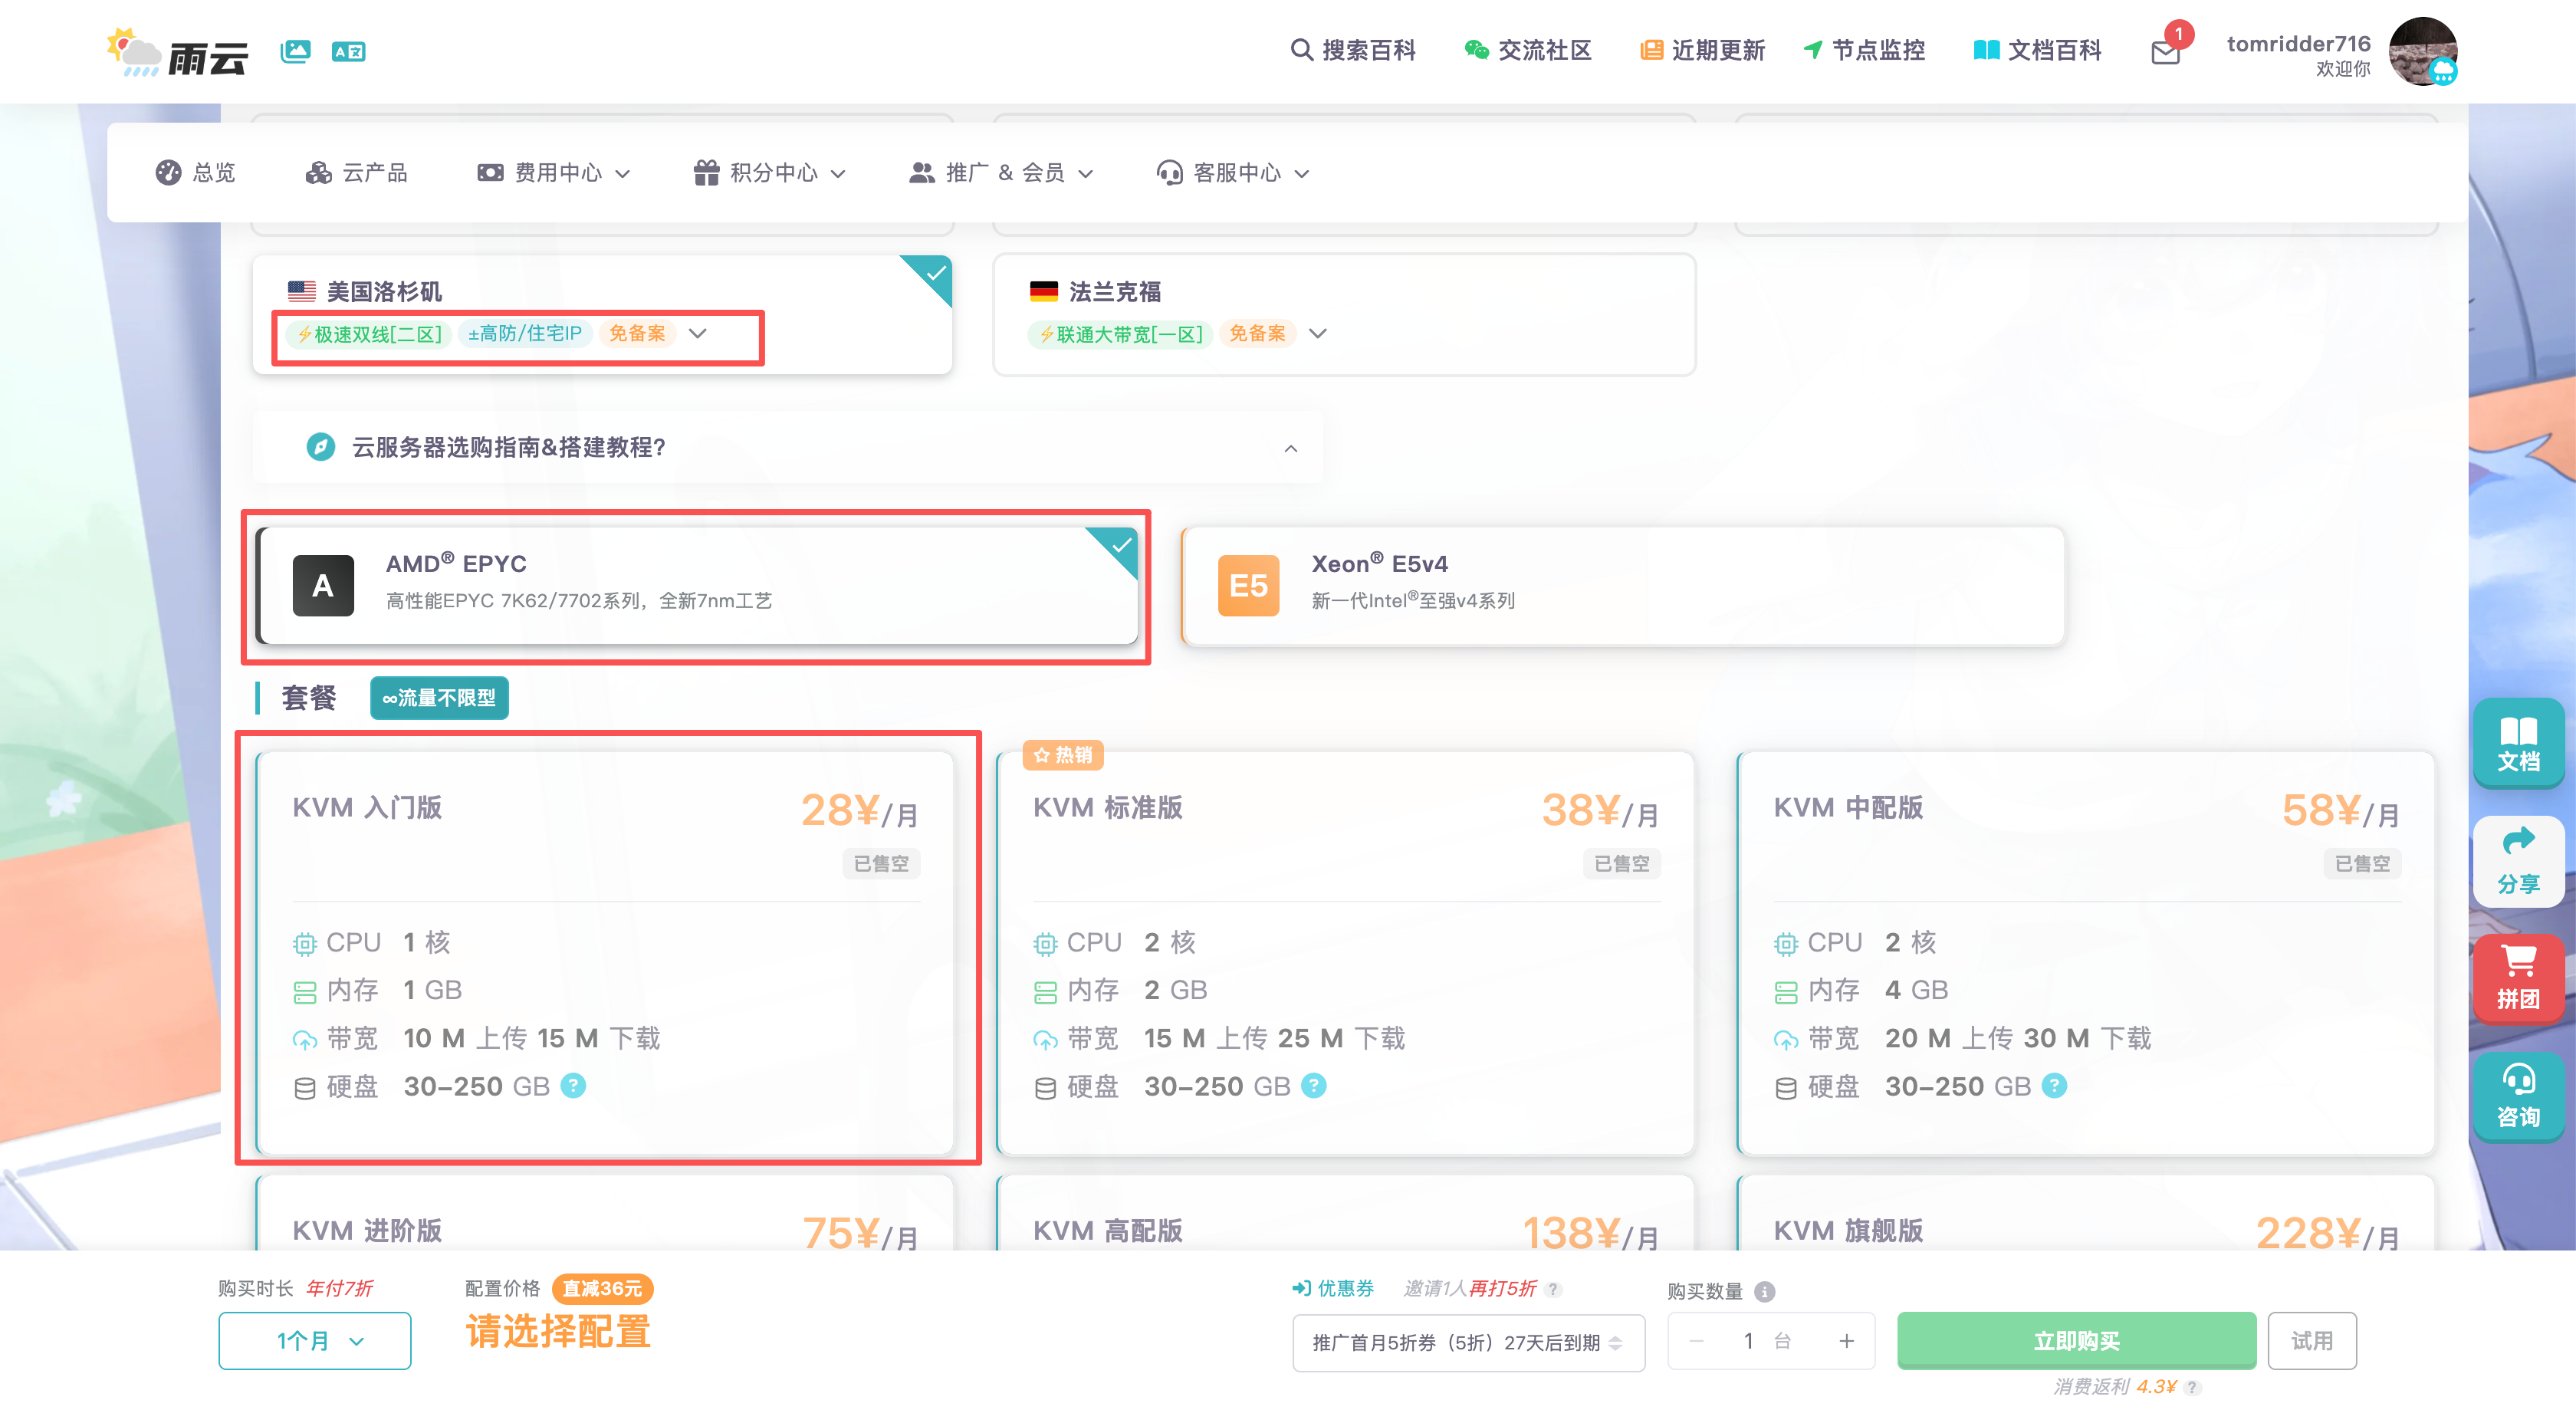 雨云
搜索百科
交流社区
近期更新
节点监控
文档百科
1
tomridder716
欢迎你
总览
云产品
费用中心
积分中心
推广 & 会员
客服中心
美国洛杉矶
⚡极速双线[二区] ±高防/住宅IP 免备案
法兰克福
⚡联通大带宽[一区] 免备案
云服务器选购指南&搭建教程?
A
AMD® EPYC
高性能EPYC 7K62/7702系列，全新7nm工艺
E5
Xeon® E5v4
新一代Intel®至强v4系列
套餐
∞流量不限型
KVM 入门版
28¥/月
已售空
CPU 1 核
内存 1 GB
带宽 10 M 上传 15 M 下载
硬盘 30-250 GB ?
热销
KVM 标准版
38¥/月
已售空
CPU 2 核
内存 2 GB
带宽 15 M 上传 25 M 下载
硬盘 30-250 GB ?
KVM 中配版
58¥/月
已售空
CPU 2 核
内存 4 GB
带宽 20 M 上传 30 M 下载
硬盘 30-250 GB ?
KVM 进阶版
75¥/月
KVM 高配版
138¥/月
KVM 旗舰版
228¥/月
文档
分享
拼团
咨询
购买时长 年付7折
1个月
配置价格 直减36元
请选择配置
优惠券 邀请1人再打5折 ?
推广首月5折券（5折）27天后到期
购买数量 i
− 1 台 +
立即购买
试用
消费返利 4.3¥ ?